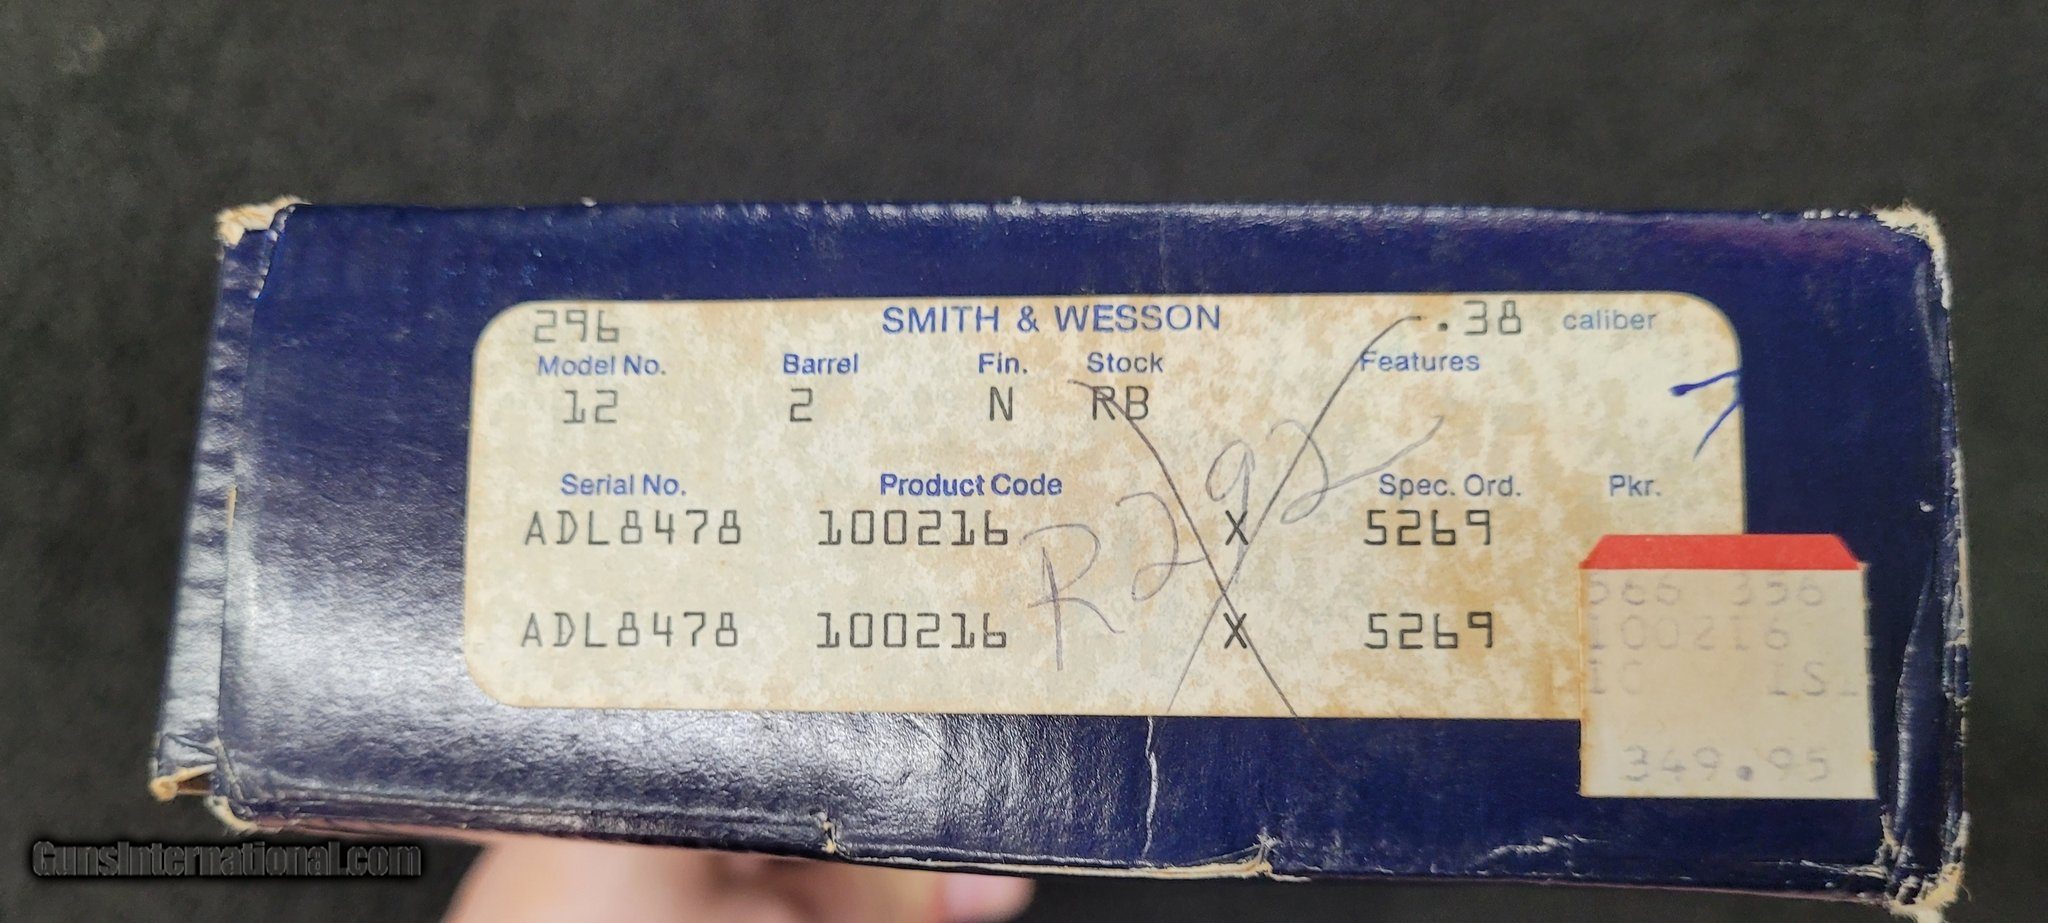 296 SMITH & WESSON .38 caliber
Model No. Barrel Fin. Stock Features
12 2 N RB
R292
Serial No. Product Code Spec. Ord. Pkr.
ADL8478 100216 X 5269
ADL8478 100216 X 5269
100216
349.95
GunsInternational.com